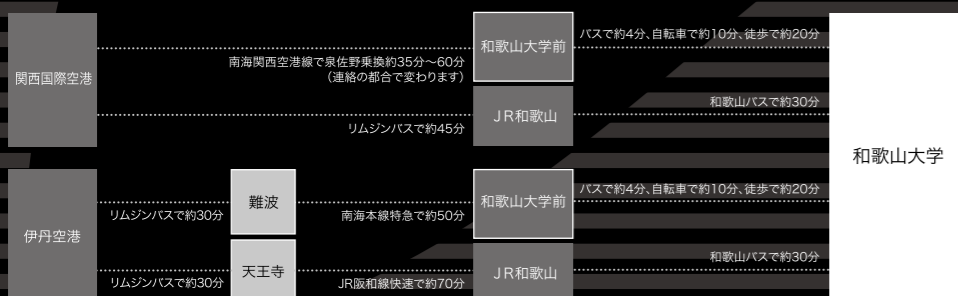 関西国際空港
南海関西空港線で泉佐野乗換約35分〜60分
（連絡の都合で変わります）
和歌山大学前
バスで約4分、自転車で約10分、徒歩で約20分
リムジンバスで約45分
JR和歌山
和歌山バスで約30分
和歌山大学
伊丹空港
リムジンバスで約30分
難波
南海本線特急で約50分
和歌山大学前
バスで約4分、自転車で約10分、徒歩で約20分
リムジンバスで約30分
天王寺
JR阪和線快速で約70分
JR和歌山
和歌山バスで約30分